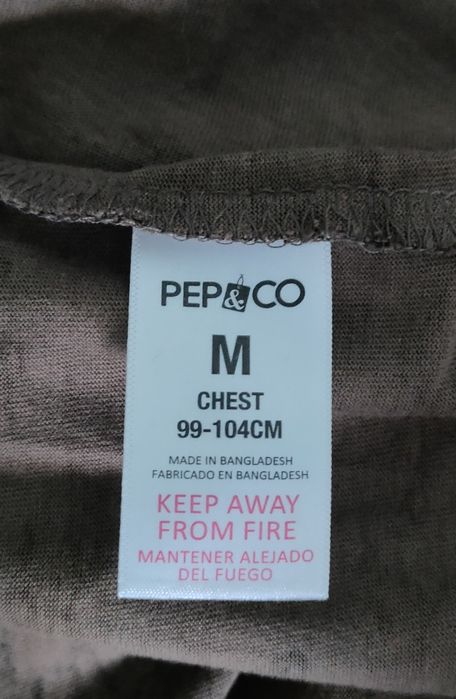 PEP&CO
M
CHEST
99-104CM
MADE IN BANGLADESH
FABRICADO EN BANGLADESH
KEEP AWAY
FROM FIRE
MANTENER ALEJADO
DEL FUEGO